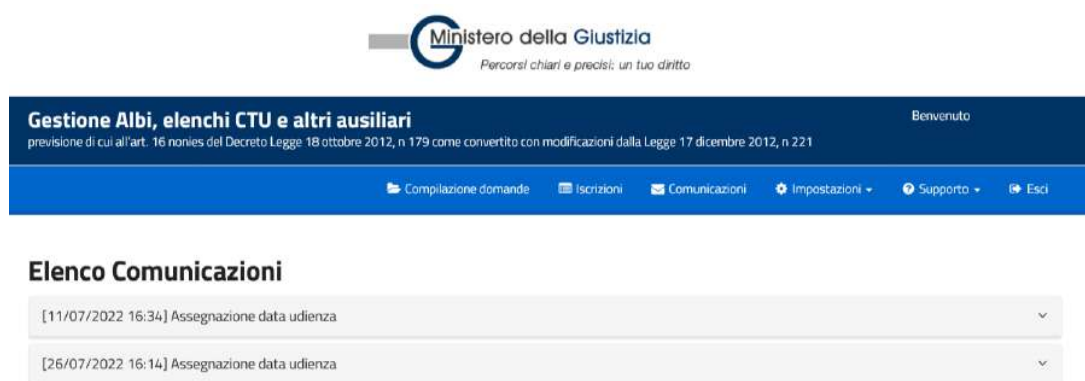 Ministero della Giustizia
Percorsi chiari e precisi: un tuo diritto
Gestione Albi, elenchi CTU e altri ausiliari
Benvenuto
previsione di cui all'art. 16 nonies del Decreto Legge 18 ottobre 2012, n 179 come convertito con modificazioni dalla Legge 17 dicembre 2012, n 221
Compilazione domande Iscrizioni Comunicazioni Impostazioni Supporto Esci
Elenco Comunicazioni
[11/07/2022 16:34] Assegnazione data udienza
[26/07/2022 16:14] Assegnazione data udienza